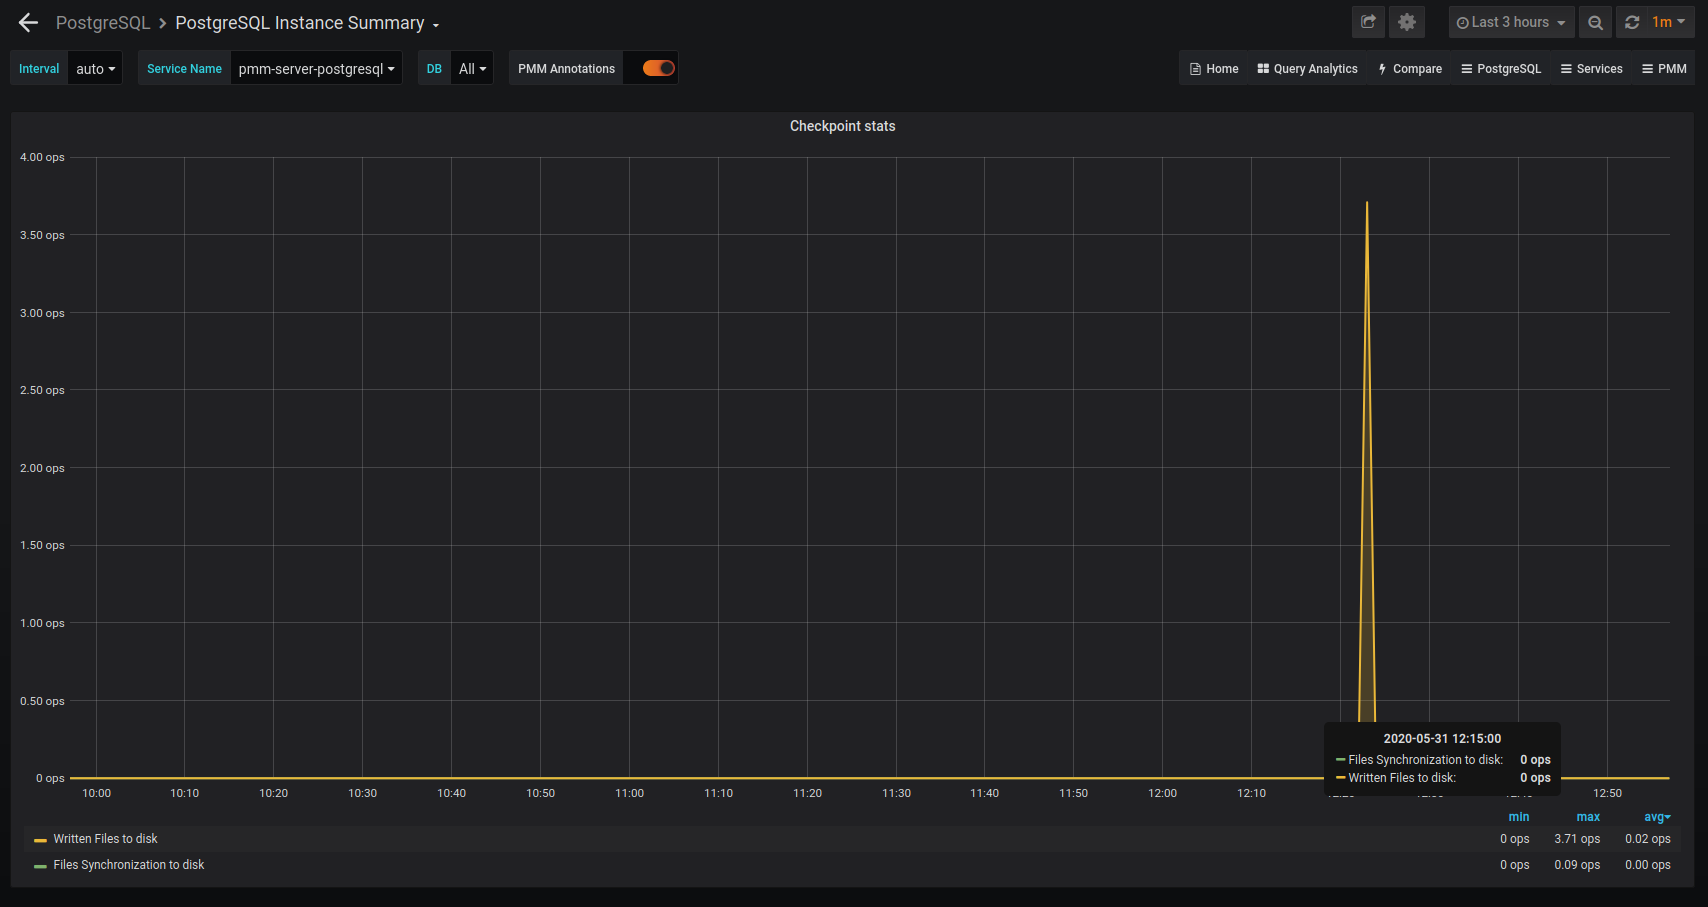 PostgreSQL > PostgreSQL Instance Summary
Last 3 hours
1m
Interval auto
Service Name pmm-server-postgresql
DB All
PMM Annotations
Home
Query Analytics
Compare
PostgreSQL
Services
PMM
Checkpoint stats
4.00 ops
3.50 ops
3.00 ops
2.50 ops
2.00 ops
1.50 ops
1.00 ops
0.50 ops
0 ops
2020-05-31 12:15:00
Files Synchronization to disk: 0 ops
Written Files to disk: 0 ops
10:00 10:10 10:20 10:30 10:40 10:50 11:00 11:10 11:20 11:30 11:40 11:50 12:00 12:10 12:50
min max avg
Written Files to disk 0 ops 3.71 ops 0.02 ops
Files Synchronization to disk 0 ops 0.09 ops 0.00 ops